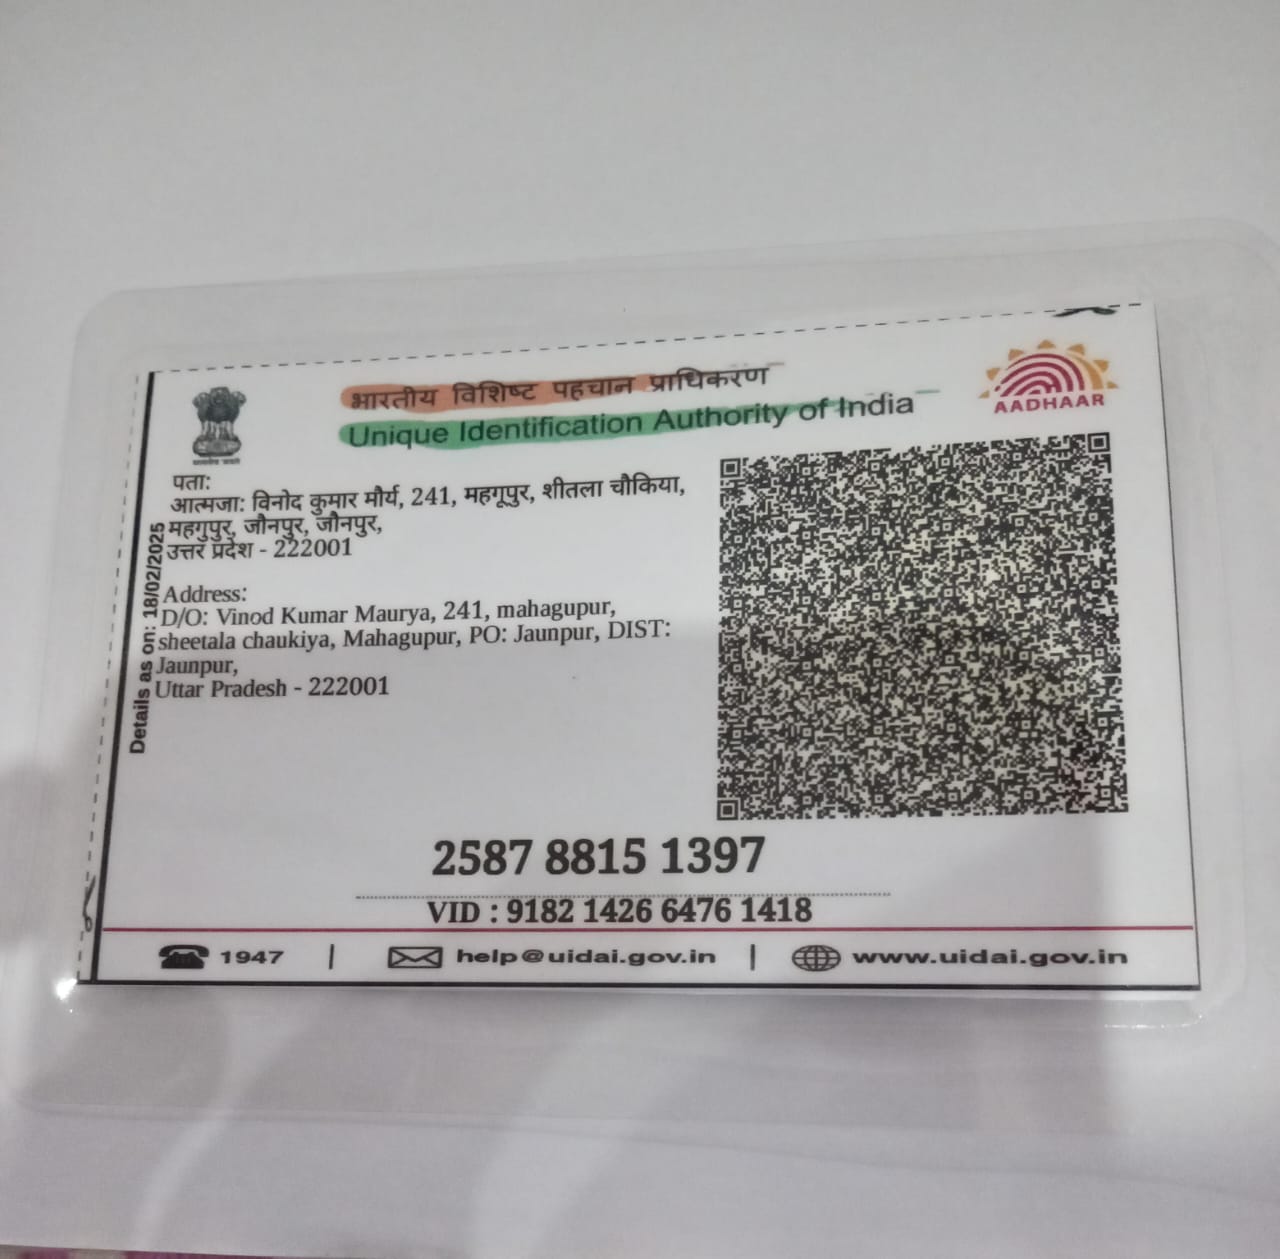 भारतीय विशिष्ट पहचान प्राधिकरण
Unique Identification Authority of India
AADHAAR
पता:
आत्मजा: विनोद कुमार मौर्य, 241, महगूपुर, शीतला चौकिया,
महगुपुर, जौनपुर, जौनपुर,
उत्तर प्रदेश - 222001
Address:
D/O: Vinod Kumar Maurya, 241, mahagupur,
sheetala chaukiya, Mahagupur, PO: Jaunpur, DIST:
Jaunpur,
Uttar Pradesh - 222001
Details as on: 18/02/2025
2587 8815 1397
VID : 9182 1426 6476 1418
1947 | help@uidai.gov.in | www.uidai.gov.in